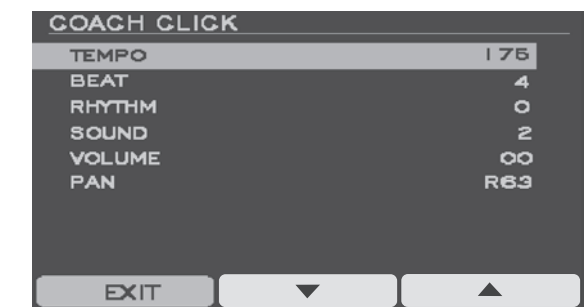 COACH CLICK
TEMPO 175
BEAT 4
RHYTHM 0
SOUND 2
VOLUME 00
PAN R63
EXIT ▼ ▲